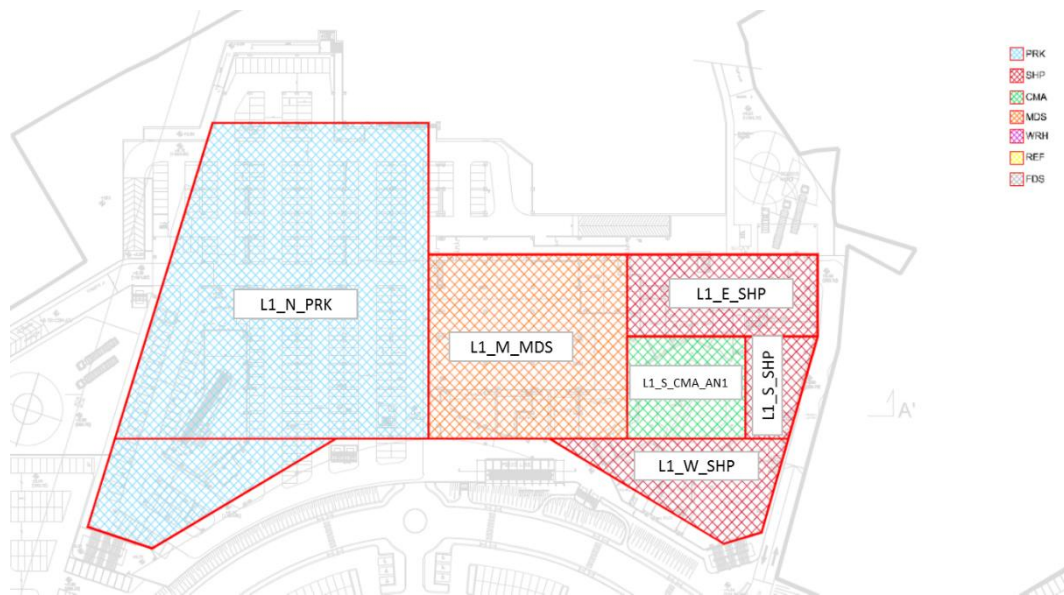 PRK
SHP
CMA
MDS
WRH
REF
FDS
L1_N_PRK
L1_M_MDS
L1_E_SHP
L1_S_CMA_AN1
L1_S_SHP
L1_W_SHP
A'